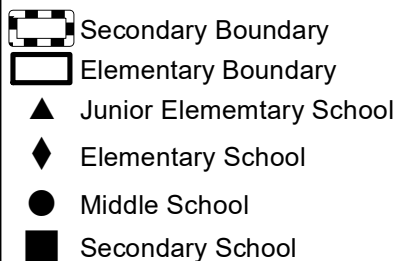 Secondary Boundary
Elementary Boundary
Junior Elememtary School
Elementary School
Middle School
Secondary School